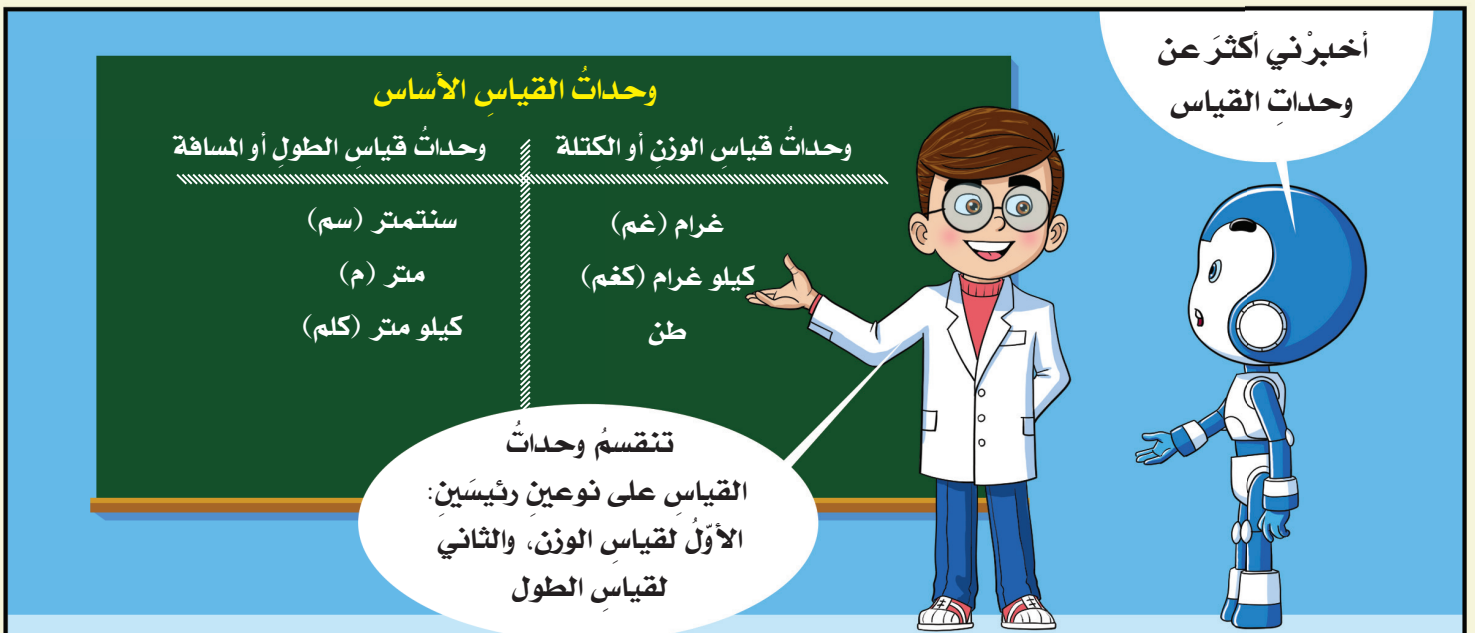 أخبرْني أكثرَ عن
وحداتِ القياس
وحداتُ القياسِ الأساس
وحداتُ قياسِ الوزنِ أو الكتلة
وحداتُ قياسِ الطولِ أو المسافة
غرام (غم)
سنتمتر (سم)
كيلو غرام (كغم)
متر (م)
طن
كيلو متر (كلم)
تنقسمُ وحداتُ
القياسِ على نوعينِ رئيسَينِ:
الأوّلُ لقياسِ الوزن، والثاني
لقياسِ الطول